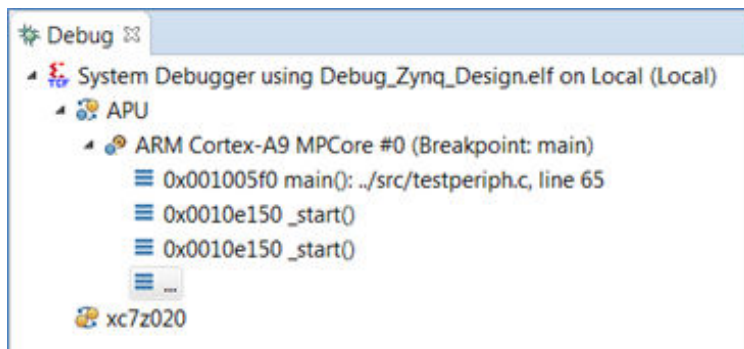 Debug
System Debugger using Debug_Zynq_Design.elf on Local (Local)
APU
ARM Cortex-A9 MPCore #0 (Breakpoint: main)
0x001005f0 main(): ../src/testperiph.c, line 65
0x0010e150 _start()
0x0010e150 _start()
...
xc7z020